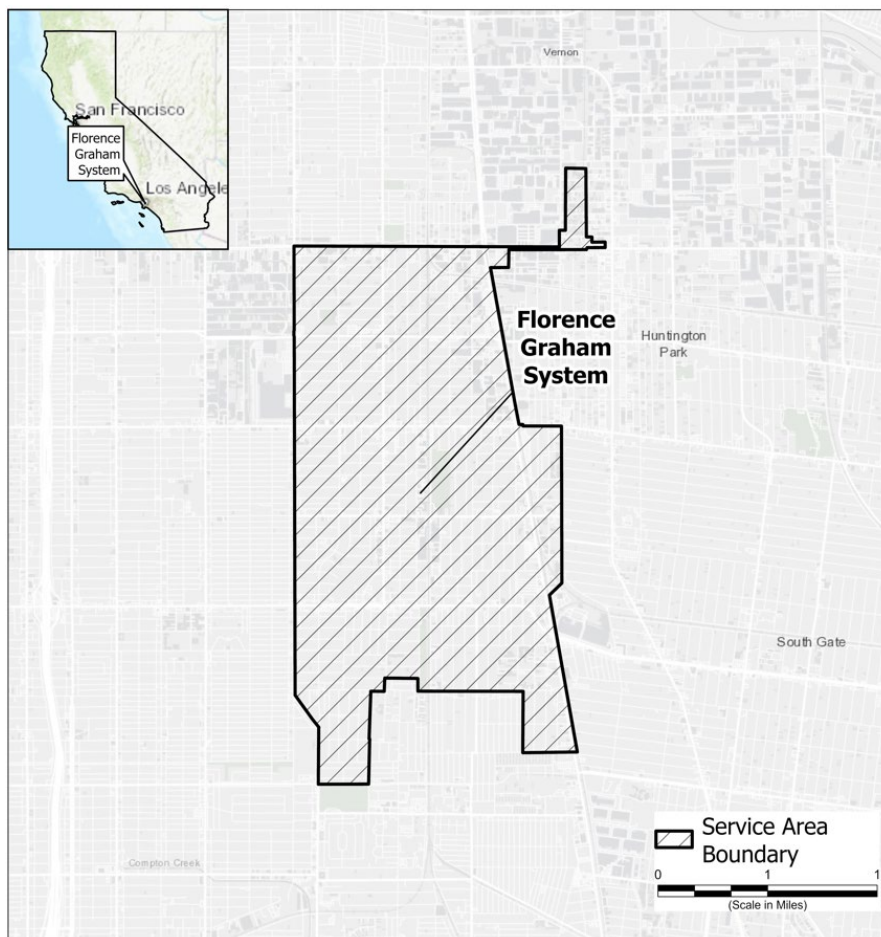 San Francisco
Florence
Graham
System
Los Angele
Vernon
Florence
Graham
System
Huntington
Park
South Gate
Compton Creek
Service Area
Boundary
0 1 1
(Scale in Miles)